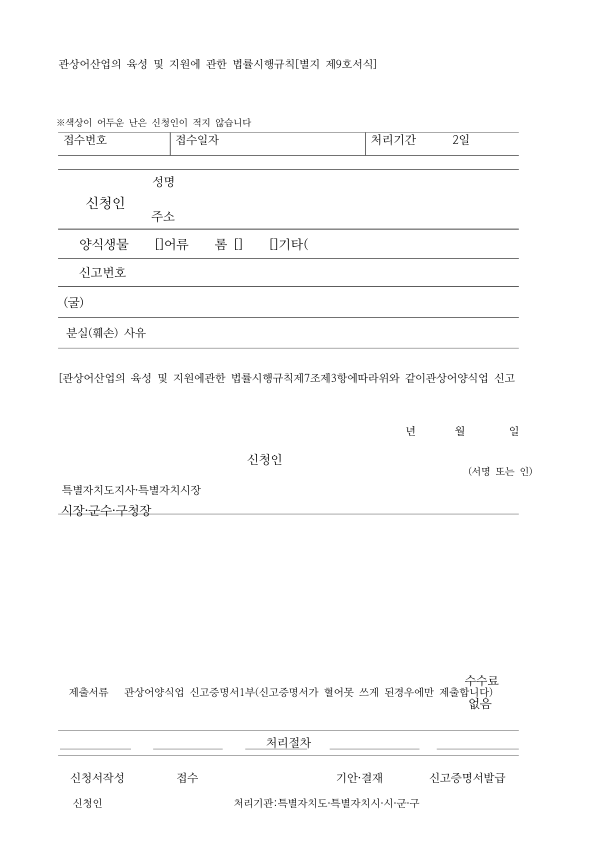 관상어산업의 육성 및 지원에 관한 법률시행규칙[별지 제9호서식]
※색상이 어두운 난은 신청인이 적지 않습니다
접수번호 접수일자 처리기간 2일
성명
신청인
주소
양식생물 []어류 롬 [] []기타(
신고번호
(굴)
분실(훼손) 사유
[관상어산업의 육성 및 지원에관한 법률시행규칙제7조제3항에따라위와 같이관상어양식업 신고
년 월 일
신청인
(서명 또는 인)
특별자치도지사·특별자치시장
시장·군수·구청장
수수료
제출서류 관상어양식업 신고증명서1부(신고증명서가 헐어못 쓰게 된경우에만 제출합니다)
없음
처리절차
신청서작성 접수 기안·결재 신고증명서발급
신청인 처리기관:특별자치도·특별자치시·시·군·구